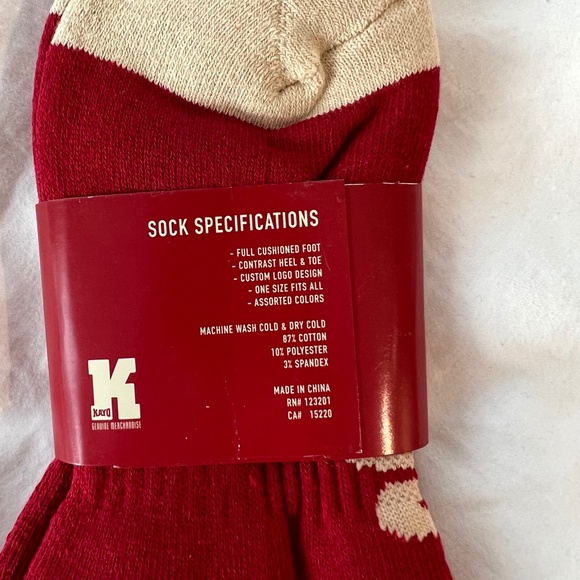 SOCK SPECIFICATIONS
- FULL CUSHIONED FOOT
- CONTRAST HEEL & TOE
- CUSTOM LOGO DESIGN
- ONE SIZE FITS ALL
- ASSORTED COLORS
MACHINE WASH COLD & DRY COLD
87% COTTON
10% POLYESTER
3% SPANDEX
MADE IN CHINA
RN# 123201
CA# 15220
K
KAYO
GENUINE MERCHANDISE